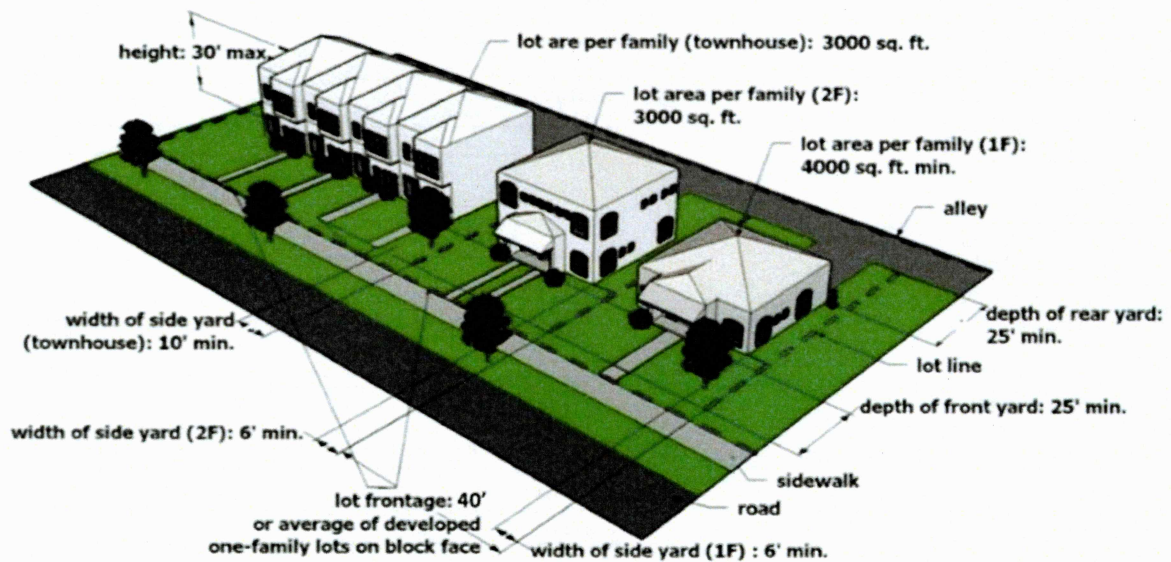 height: 30' max.
lot are per family (townhouse): 3000 sq. ft.
lot area per family (2F):
3000 sq. ft.
lot area per family (1F):
4000 sq. ft. min.
alley
depth of rear yard:
25' min.
lot line
depth of front yard: 25' min.
sidewalk
road
width of side yard
(townhouse): 10' min.
width of side yard (2F): 6' min.
lot frontage: 40'
or average of developed
one-family lots on block face
width of side yard (1F) : 6' min.